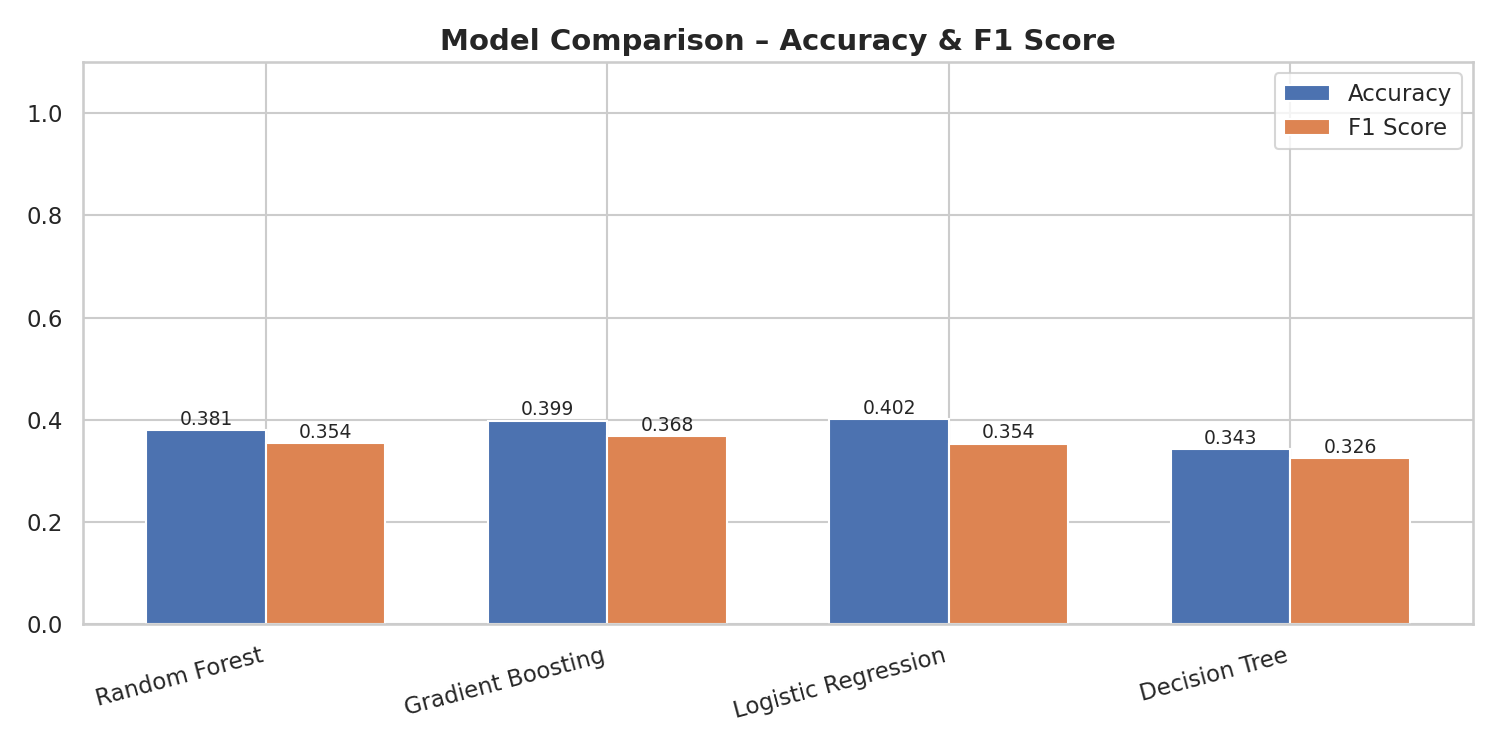 Model Comparison – Accuracy & F1 Score
Accuracy
F1 Score
1.0
0.8
0.6
0.4
0.2
0.0
0.381
0.354
0.399
0.368
0.402
0.354
0.343
0.326
Random Forest
Gradient Boosting
Logistic Regression
Decision Tree